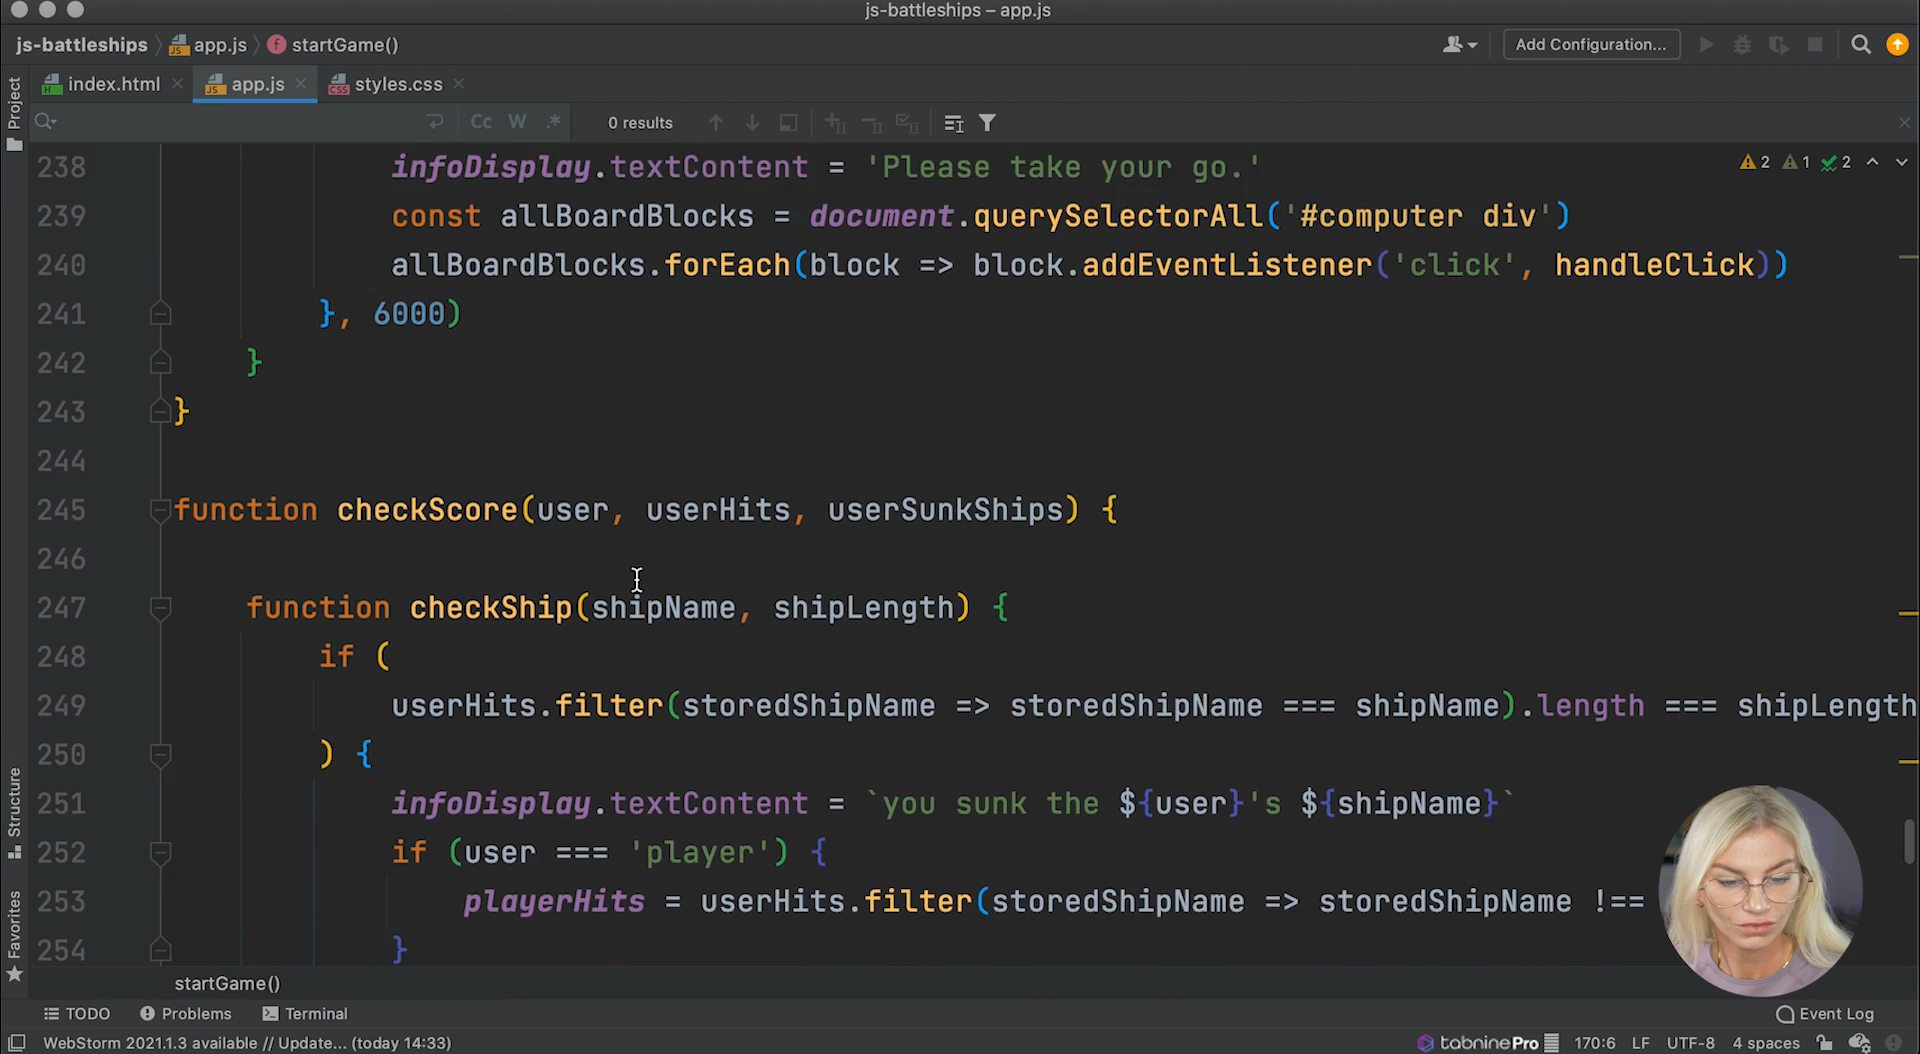 js-battleships – app.js
js-battleships app.js startGame()
Add Configuration...
index.html app.js styles.css
Cc W .* 0 results
Project
238 infoDisplay.textContent = 'Please take your go.'
2 1 2
239 const allBoardBlocks = document.querySelectorAll('#computer div')
240 allBoardBlocks.forEach(block => block.addEventListener('click', handleClick))
241 }, 6000)
242 }
243 }
244
245 function checkScore(user, userHits, userSunkShips) {
246
247 function checkShip(shipName, shipLength) {
248 if (
249 userHits.filter(storedShipName => storedShipName === shipName).length === shipLength
250 ) {
251 infoDisplay.textContent = `you sunk the ${user}'s ${shipName}`
252 if (user === 'player') {
253 playerHits = userHits.filter(storedShipName => storedShipName !==
254 }
Structure
Favorites
startGame()
TODO Problems Terminal Event Log
WebStorm 2021.1.3 available // Update... (today 14:33) tabninePro 170:6 LF UTF-8 4 spaces